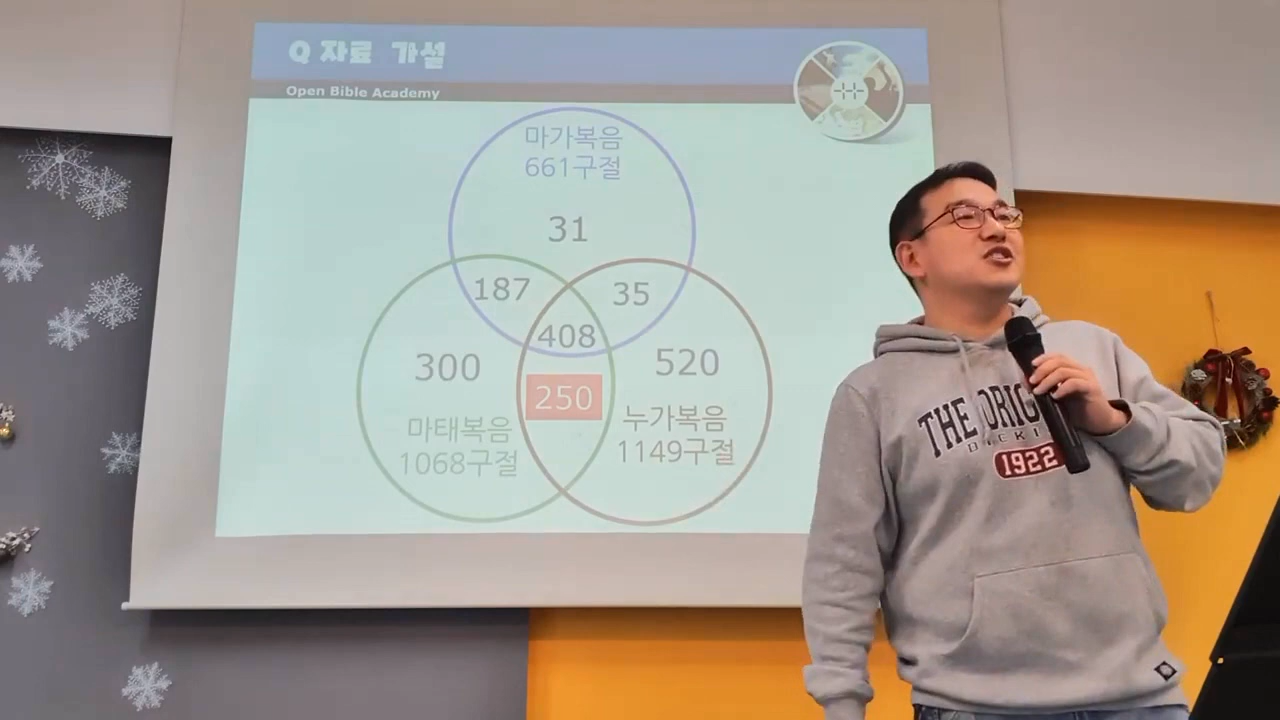 Q 자료 가설
Open Bible Academy
마가복음
661구절
31
187
35
408
300
520
250
마태복음
1068구절
누가복음
1149구절
THE ORIG
DICKI
1922